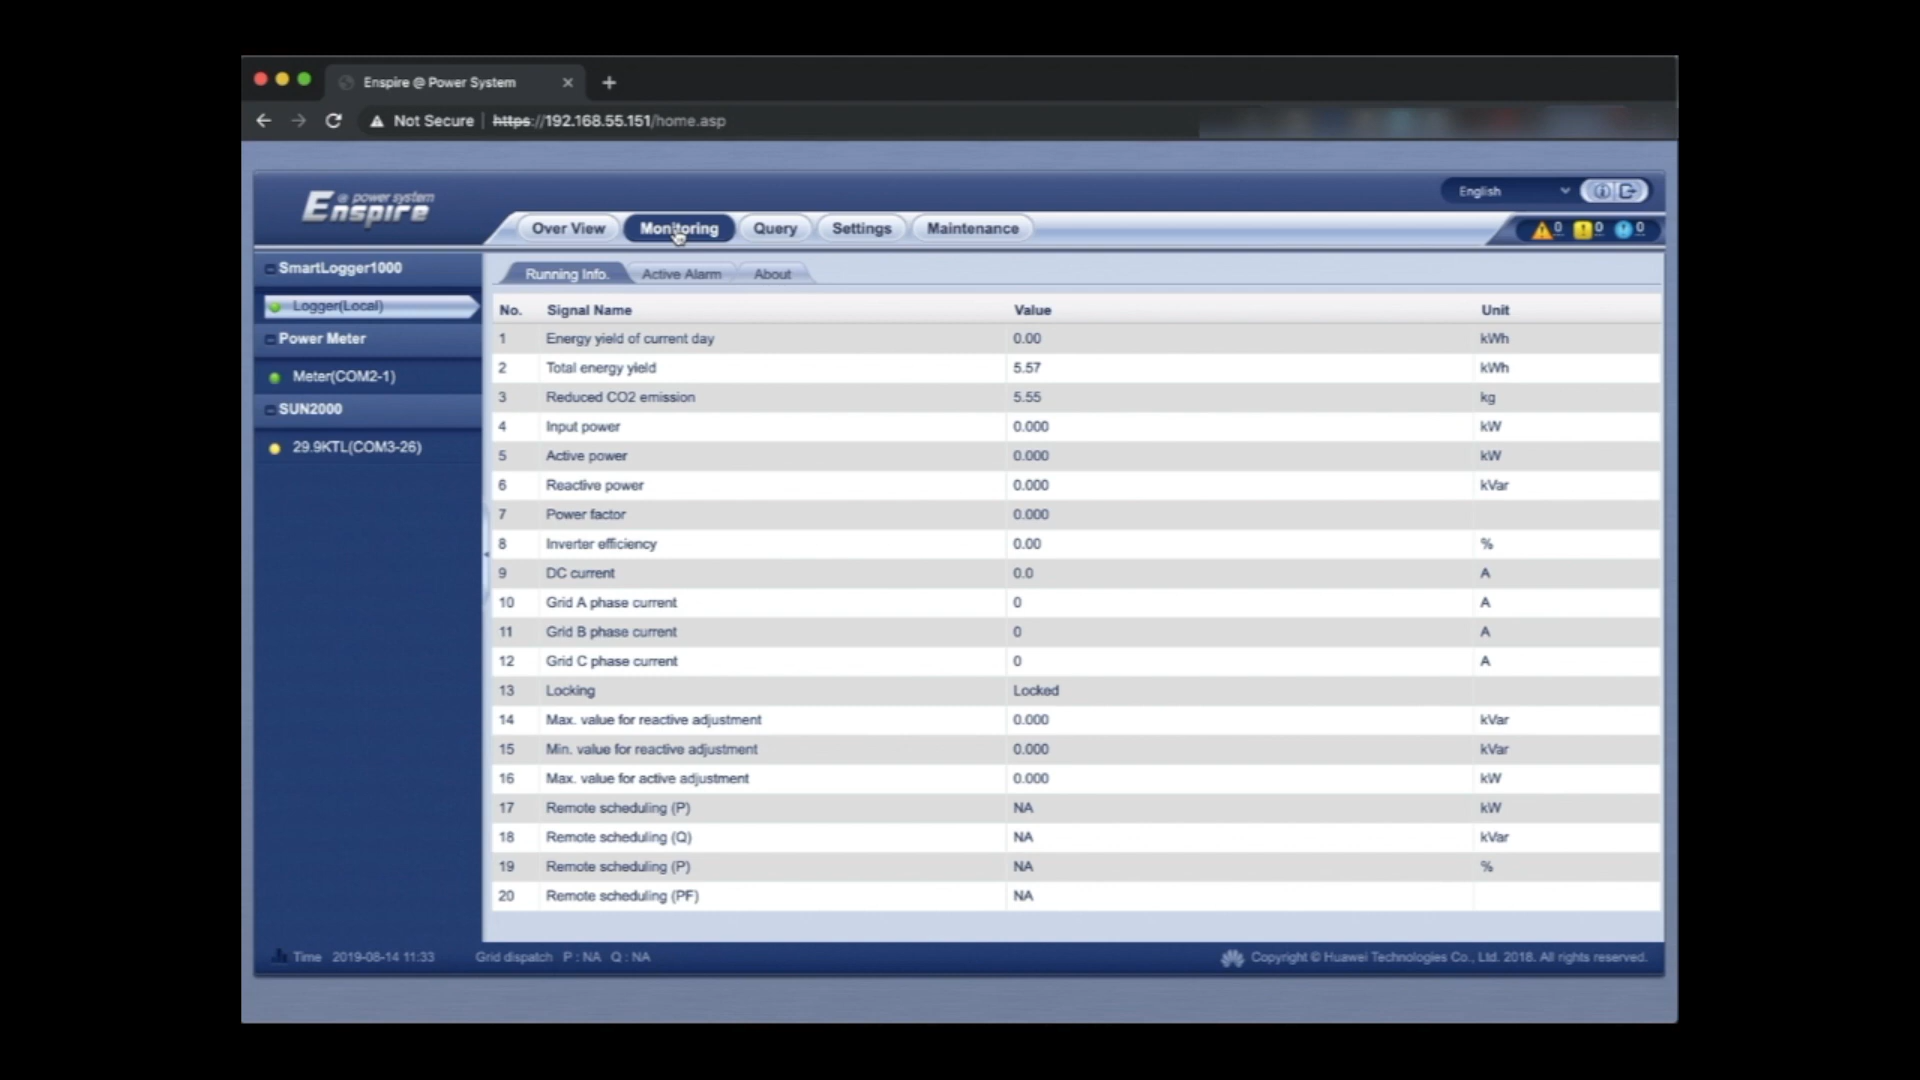 Enspire @ Power System
Not Secure | https://192.168.55.151/home.asp
@ power system
Enspire
English
Over View Monitoring Query Settings Maintenance
0 0 0
SmartLogger1000
Logger(Local)
Power Meter
Meter(COM2-1)
SUN2000
29.9KTL(COM3-26)
Running Info. Active Alarm About
No. Signal Name Value Unit
1 Energy yield of current day 0.00 kWh
2 Total energy yield 5.57 kWh
3 Reduced CO2 emission 5.55 kg
4 Input power 0.000 kW
5 Active power 0.000 kW
6 Reactive power 0.000 kVar
7 Power factor 0.000
8 Inverter efficiency 0.00 %
9 DC current 0.0 A
10 Grid A phase current 0 A
11 Grid B phase current 0 A
12 Grid C phase current 0 A
13 Locking Locked
14 Max. value for reactive adjustment 0.000 kVar
15 Min. value for reactive adjustment 0.000 kVar
16 Max. value for active adjustment 0.000 kW
17 Remote scheduling (P) NA kW
18 Remote scheduling (Q) NA kVar
19 Remote scheduling (P) NA %
20 Remote scheduling (PF) NA
Time 2019-08-14 11:33 Grid dispatch P : NA Q : NA Copyright © Huawei Technologies Co., Ltd. 2018. All rights reserved.